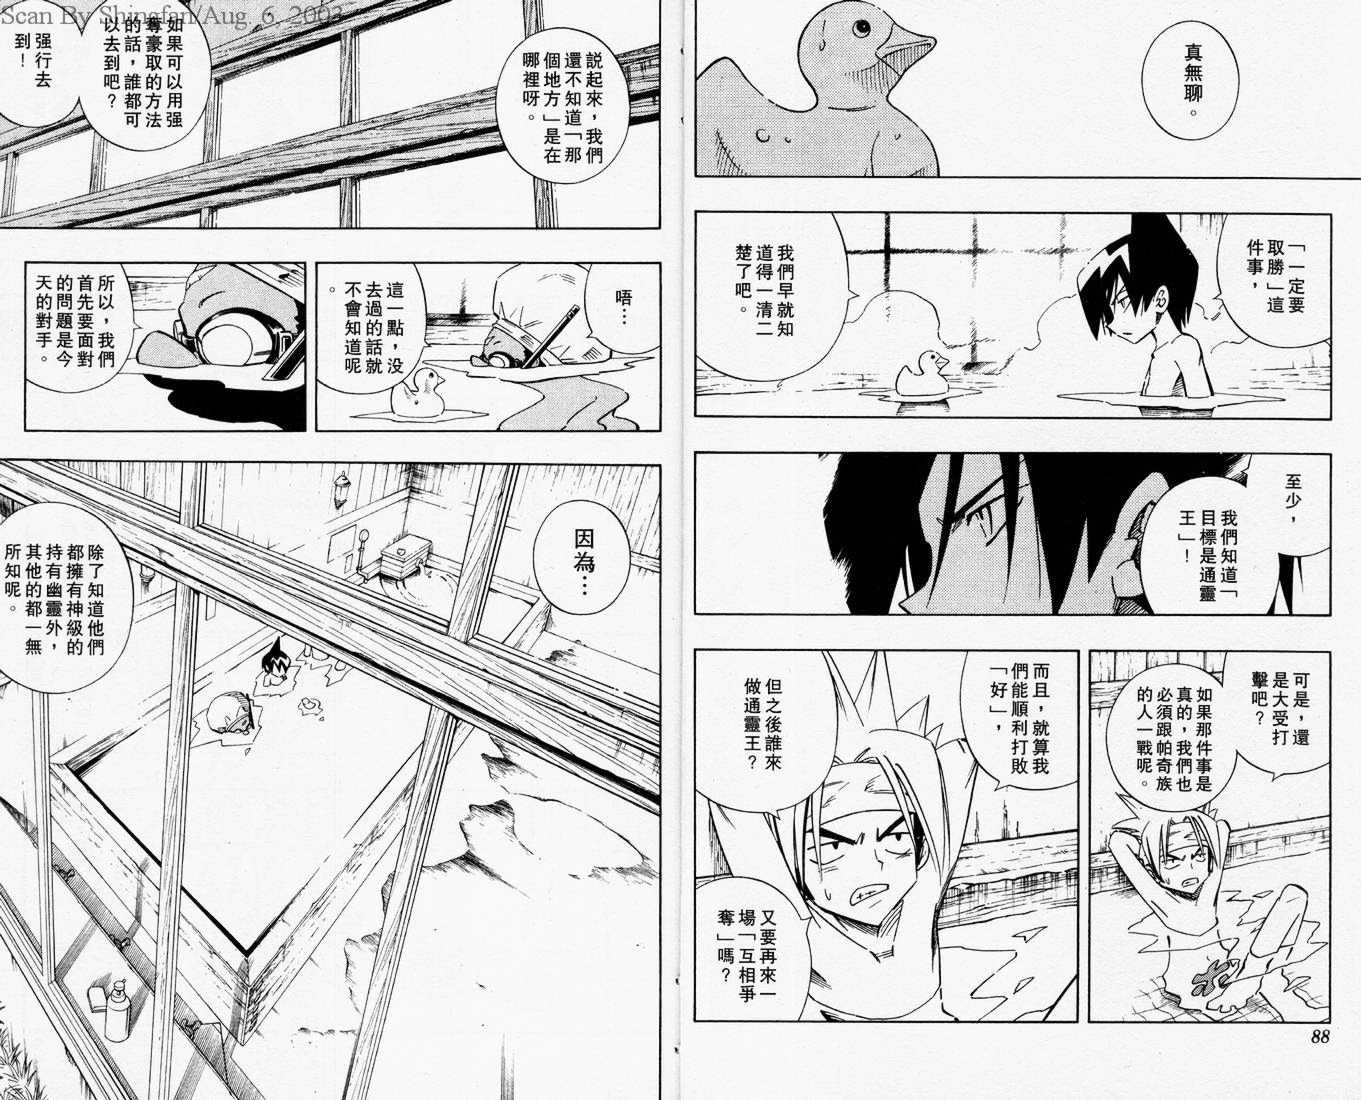 Scan By Shingfan/Aug. 6, 2003
真無聊。
「一定要
取勝」這
件事，
我們早就知
道得一清二
楚了吧。
至少，
我們知道「
目標是通靈
王」！
可是，還
是大受打
擊吧？
如果那件事是
真的，我們也
必須跟帕奇族
的人一戰呢。
而且，就算我
們能順利打敗
「好」，
但之後誰來
做通靈王？
又要再來一
場「互相爭
奪」嗎？
88
說起來，我們
還不知道「那
個地方」是在
哪裡呀。
如果可以用强
奪豪取的方法
的話，誰都可
以去到吧？
强行去
到！
唔…
這一點，没
去過的話就
不會知道呢
。
所以，我們
首先要面對
的問題是今
天的對手。
因為…
除了知道他們
都擁有神級的
持有幽靈外，
其他的都一無
所知呢。